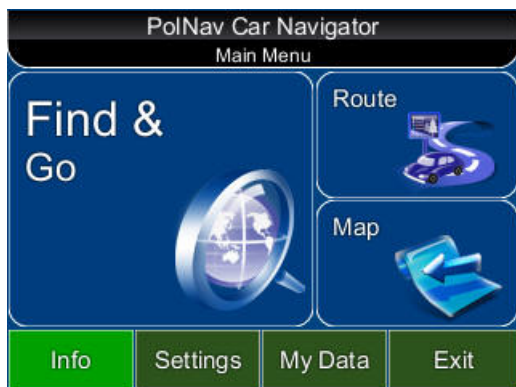 PolNav Car Navigator
Main Menu
Find &
Go
Route
Map
Info
Settings
My Data
Exit